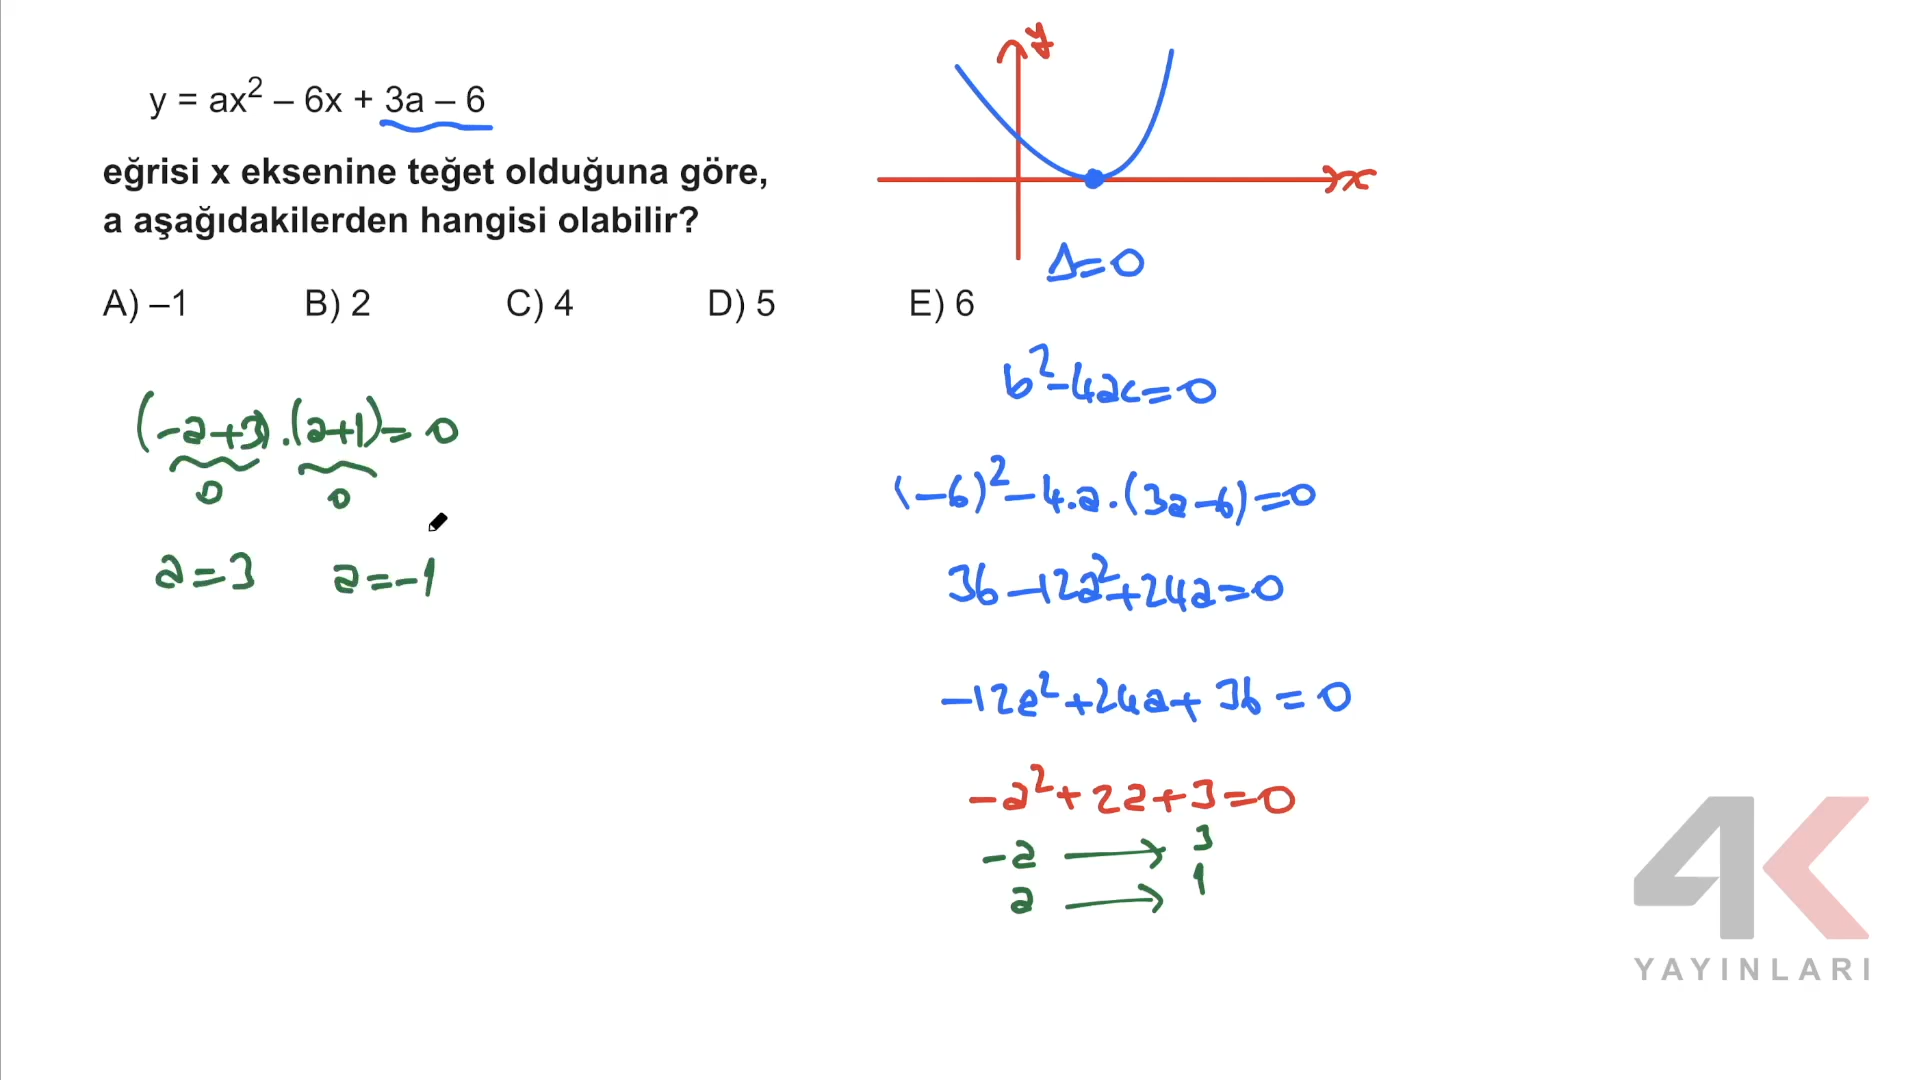 y = ax² – 6x + 3a – 6
eğrisi x eksenine teğet olduğuna göre,
a aşağıdakilerden hangisi olabilir?
A) –1 B) 2 C) 4 D) 5 E) 6
y
x
Δ=0
b²-4ac=0
(-6)²-4.a.(3a-6)=0
36-12a²+24a=0
-12a²+24a+36=0
-a²+2a+3=0
-a → 3
a → 1
(-a+3).(a+1)=0
0 0
a=3 a=-1
4K
YAYINLARI